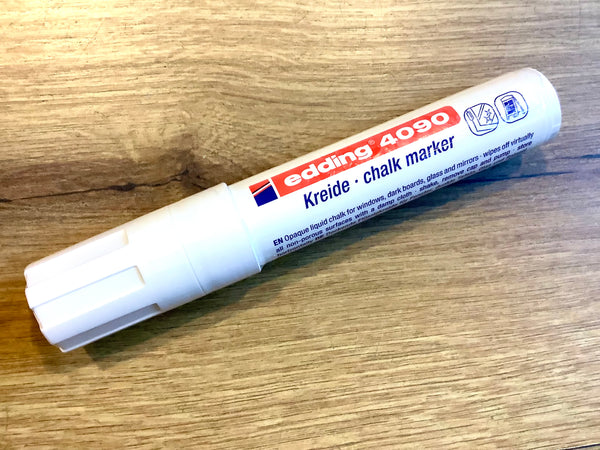 edding® 4090
Kreide · chalk marker
EN Opaque liquid chalk for windows, dark boards, glass and mirrors · wipes off virtually
all non-porous surfaces with a damp cloth · shake, remove cap and pump · store